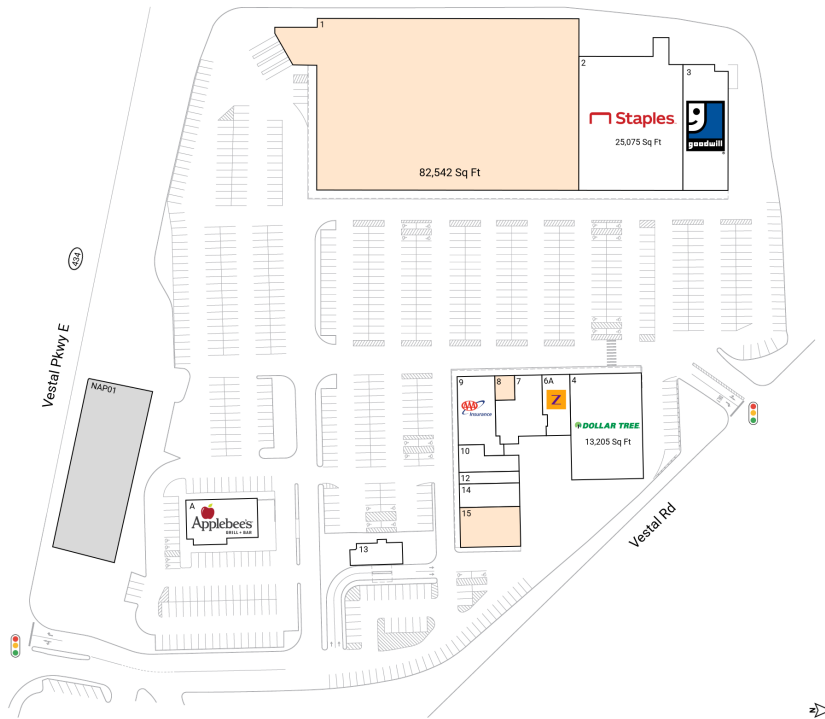 1
82,542 Sq Ft
2
Staples
25,075 Sq Ft
3
goodwill
434
Vestal Pkwy E
NAP01
9
AAA
Insurance
8
7
6A
Z
4
DOLLAR TREE
13,205 Sq Ft
10
12
14
15
A
Applebee's
GRILL + BAR
13
Vestal Rd
N